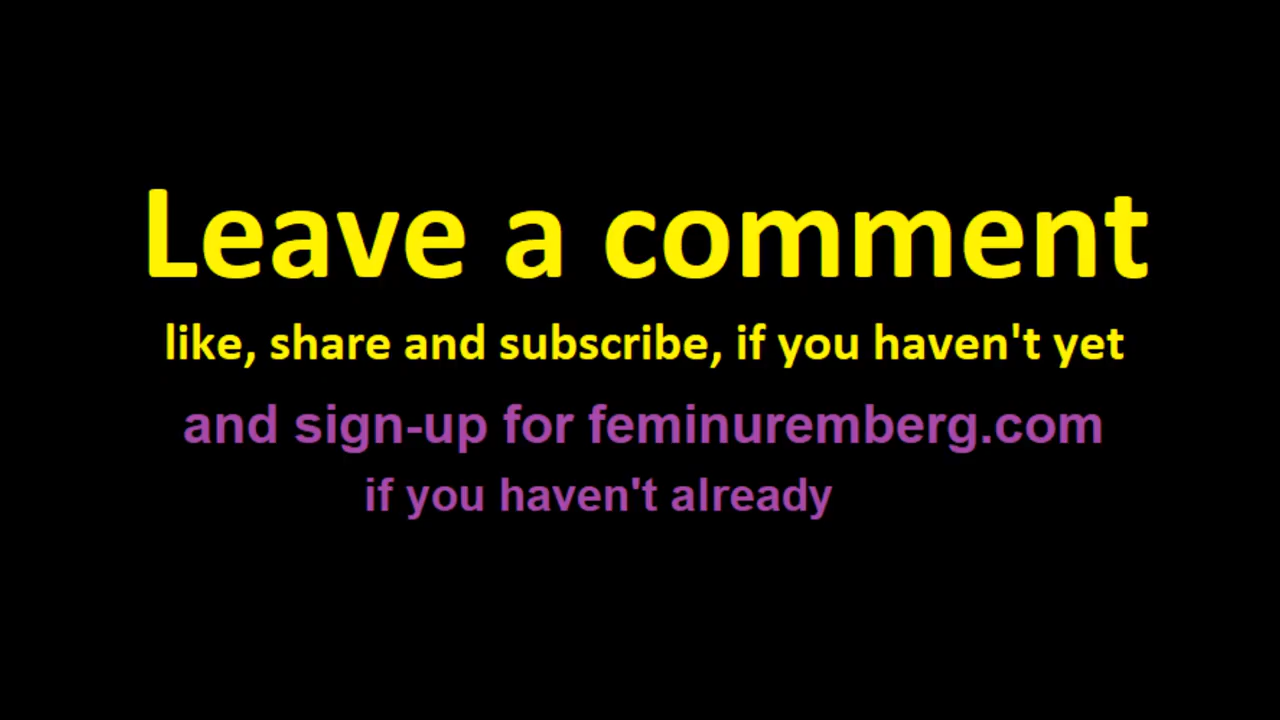 Leave a comment
like, share and subscribe, if you haven't yet
and sign-up for feminuremberg.com
if you haven't already